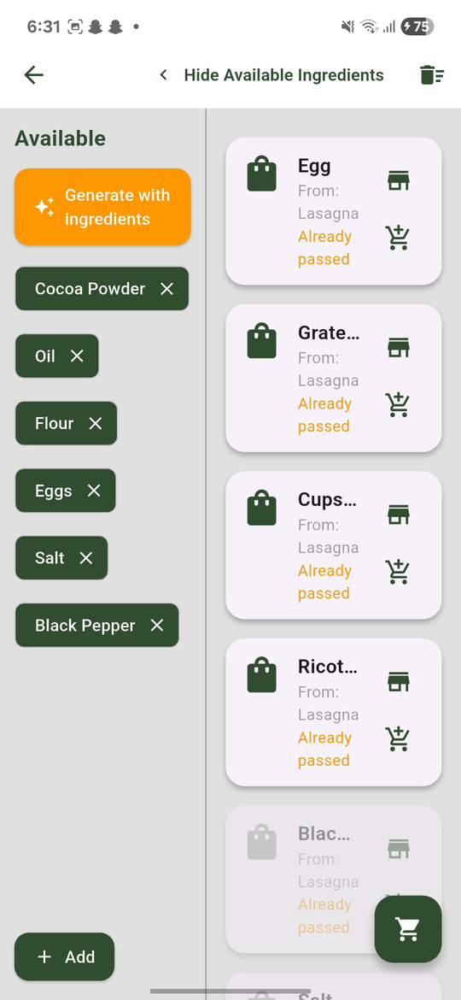 6:31
75
Hide Available Ingredients
Available
Generate with
ingredients
Cocoa Powder
Oil
Flour
Eggs
Salt
Black Pepper
+ Add
Egg
From:
Lasagna
Already
passed
Grate...
From:
Lasagna
Already
passed
Cups...
From:
Lasagna
Already
passed
Ricot...
From:
Lasagna
Already
passed
Blac...
From:
Lasagna
Already
passed
Salt